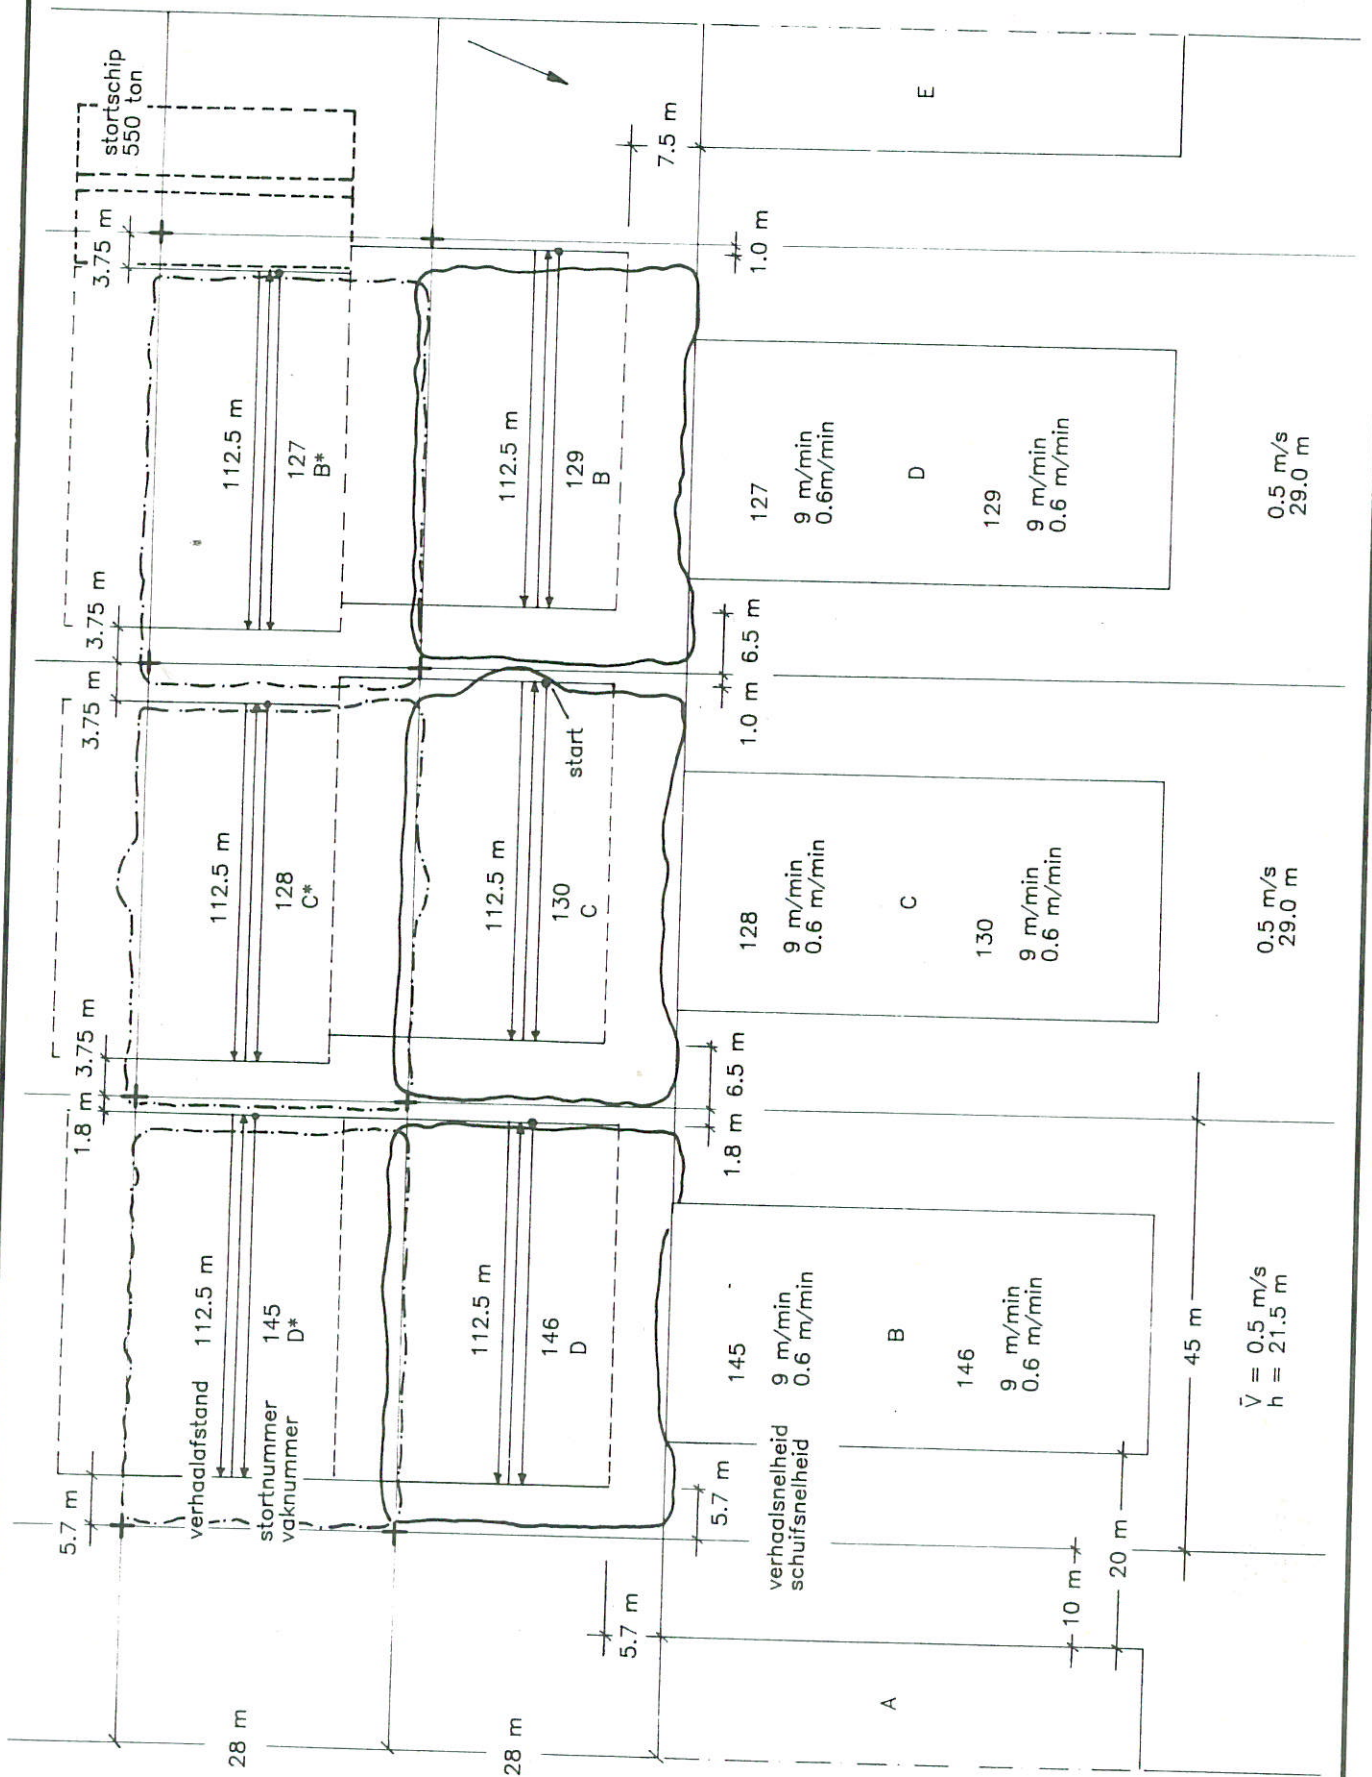 stortschip
550 ton
3.75 m
3.75 m
3.75 m
3.75 m
1.8 m
5.7 m
112.5 m
127
B*
112.5 m
128
C*
verhaalafstand 112.5 m
stortnummer 145
vaknummer D*
112.5 m
129
B
112.5 m
130
C
start
112.5 m
146
D
7.5 m
1.0 m
6.5 m
1.0 m
6.5 m
1.8 m
5.7 m
5.7 m
28 m
28 m
E
127
9 m/min
0.6m/min
D
129
9 m/min
0.6 m/min
128
9 m/min
0.6 m/min
C
130
9 m/min
0.6 m/min
145
verhaalsnelheid 9 m/min
schuifsnelheid 0.6 m/min
B
146
9 m/min
0.6 m/min
A
10 m
20 m
45 m
0.5 m/s
29.0 m
0.5 m/s
29.0 m
V̄ = 0.5 m/s
h = 21.5 m